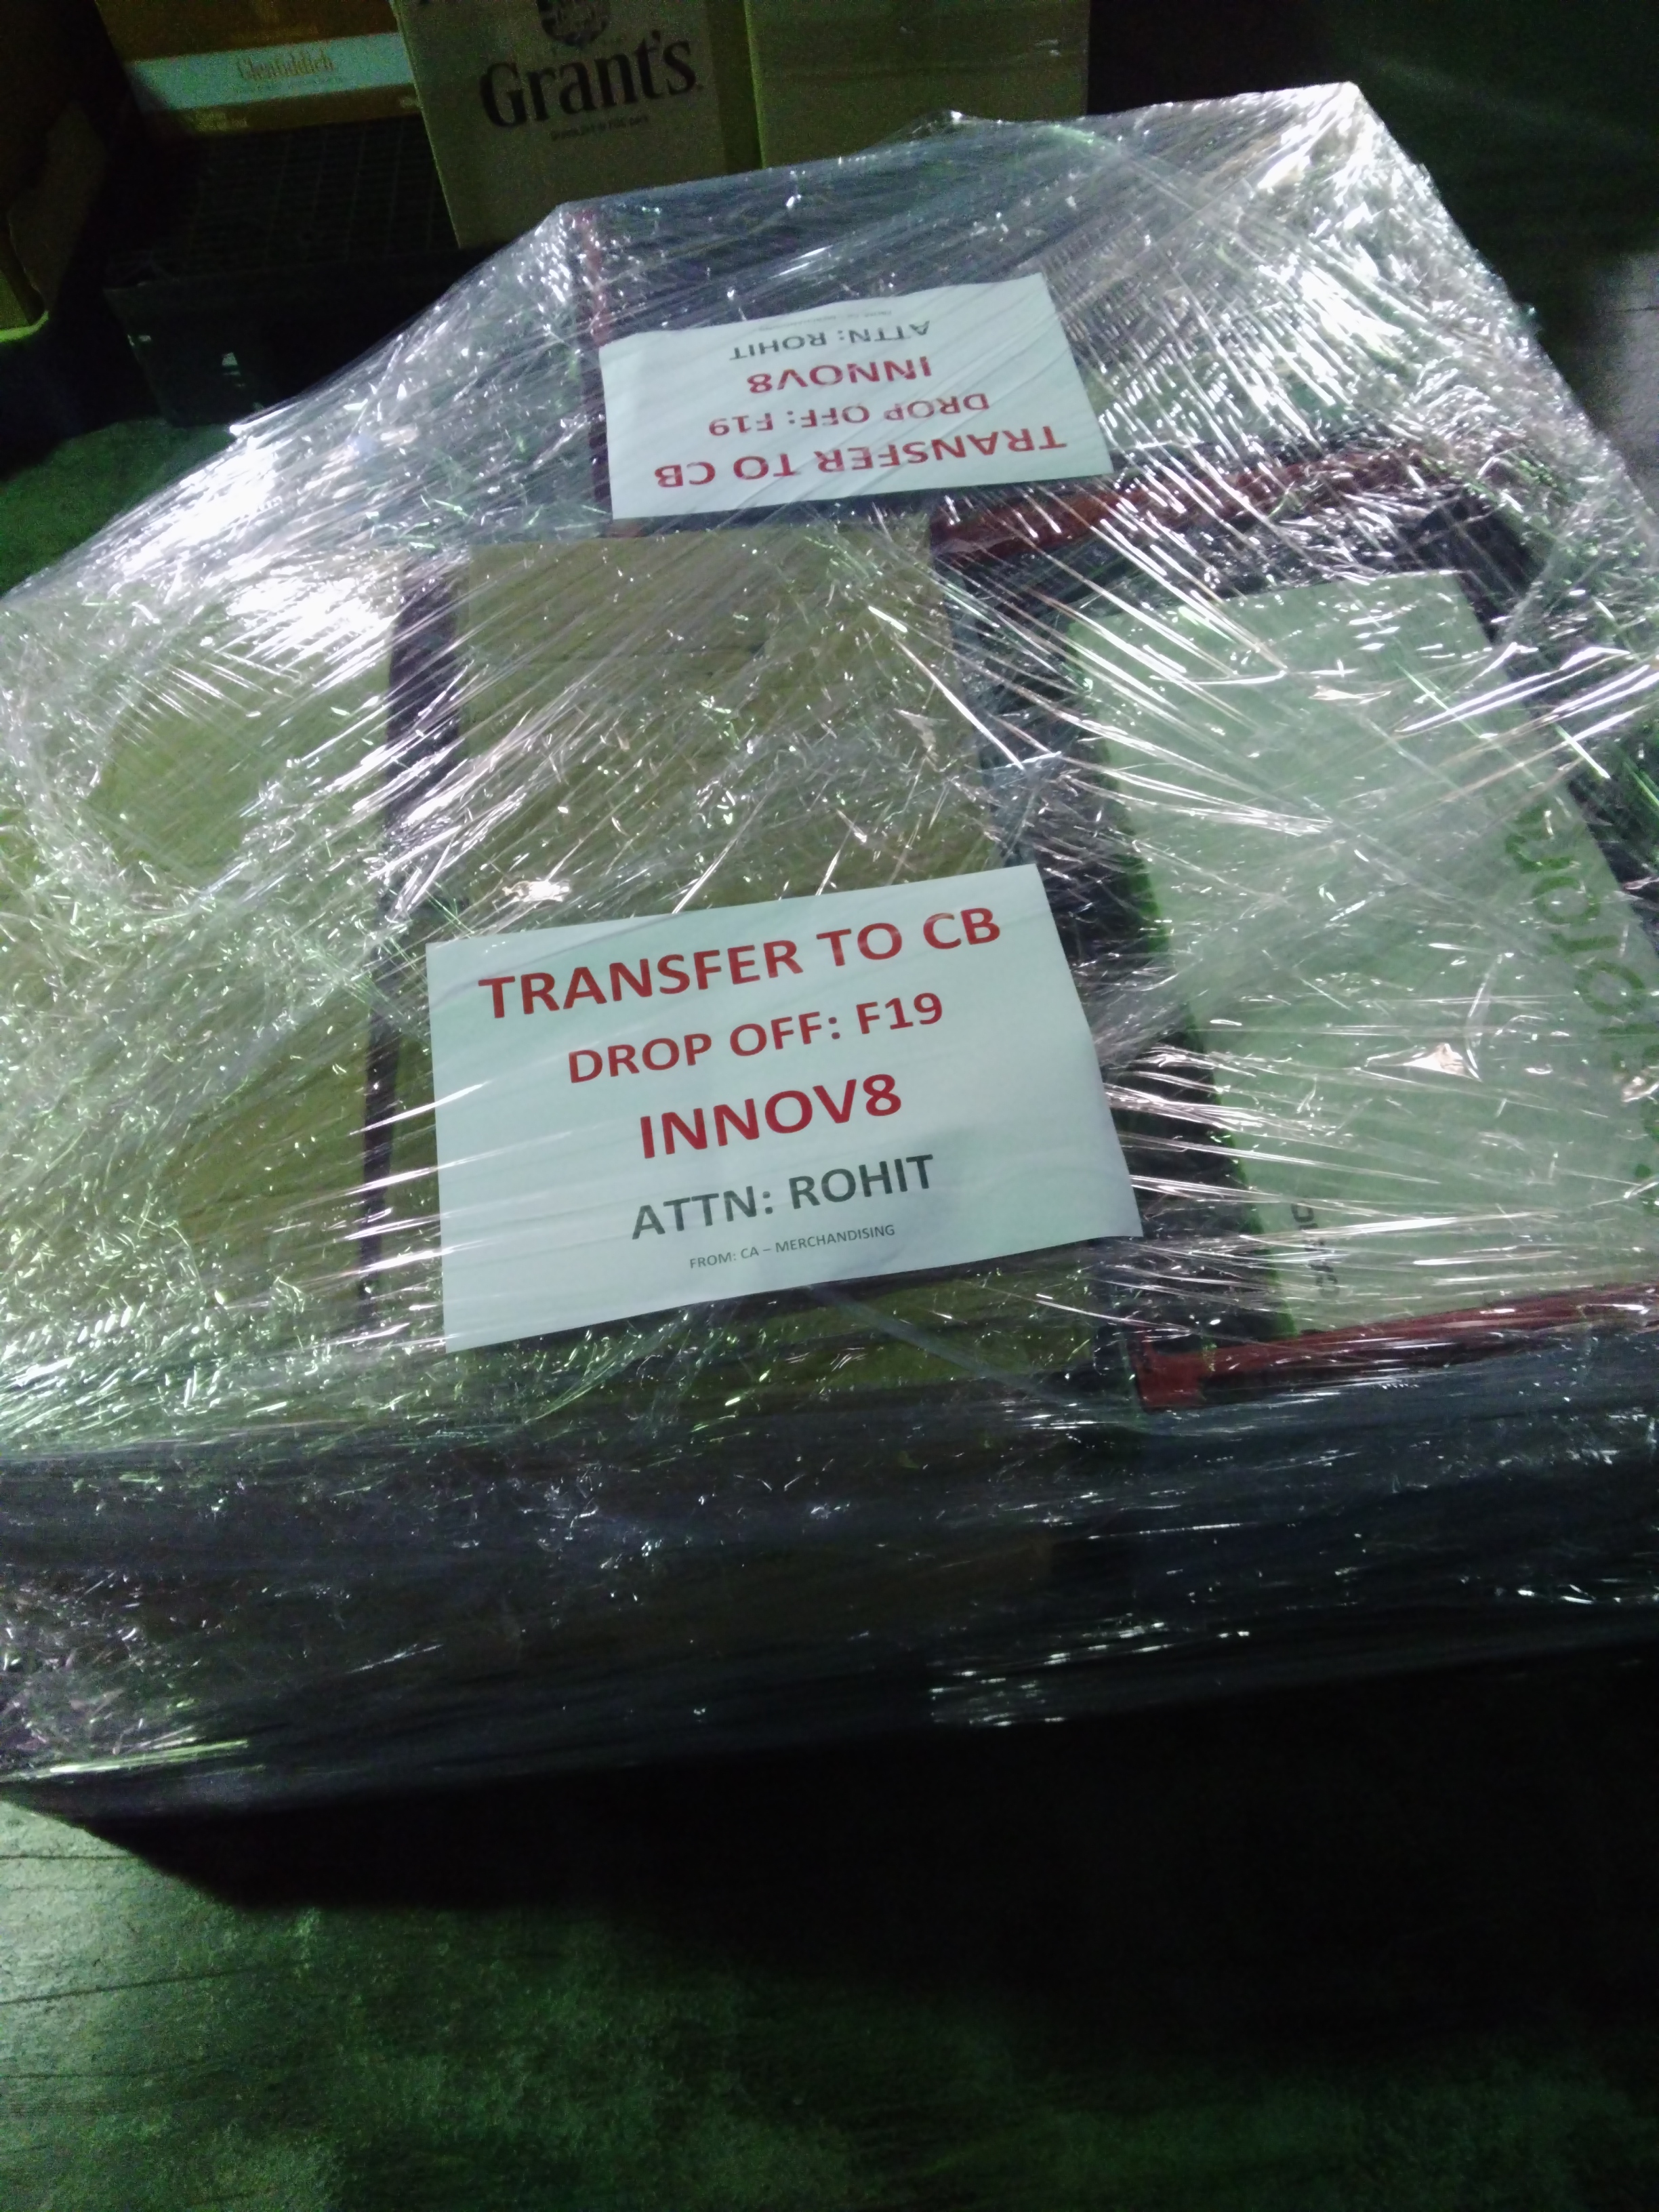 Glenfiddich
Grant's
TRANSFER TO CB
DROP OFF: F19
INNOV8
ATTN: ROHIT
TRANSFER TO CB
DROP OFF: F19
INNOV8
ATTN: ROHIT
FROM: CA – MERCHANDISING